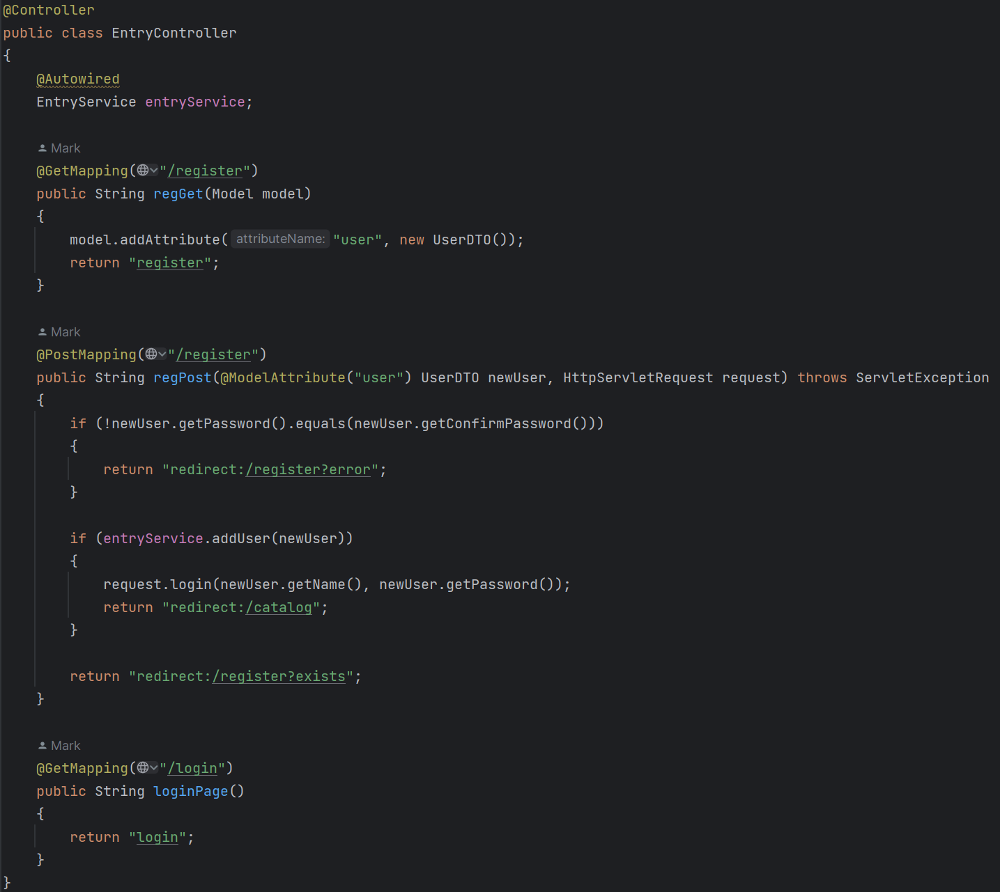 @Controller
public class EntryController
{
    @Autowired
    EntryService entryService;

    Mark
    @GetMapping("/register")
    public String regGet(Model model)
    {
        model.addAttribute( attributeName: "user", new UserDTO());
        return "register";
    }

    Mark
    @PostMapping("/register")
    public String regPost(@ModelAttribute("user") UserDTO newUser, HttpServletRequest request) throws ServletException
    {
        if (!newUser.getPassword().equals(newUser.getConfirmPassword()))
        {
            return "redirect:/register?error";
        }

        if (entryService.addUser(newUser))
        {
            request.login(newUser.getName(), newUser.getPassword());
            return "redirect:/catalog";
        }

        return "redirect:/register?exists";
    }

    Mark
    @GetMapping("/login")
    public String loginPage()
    {
        return "login";
    }
}